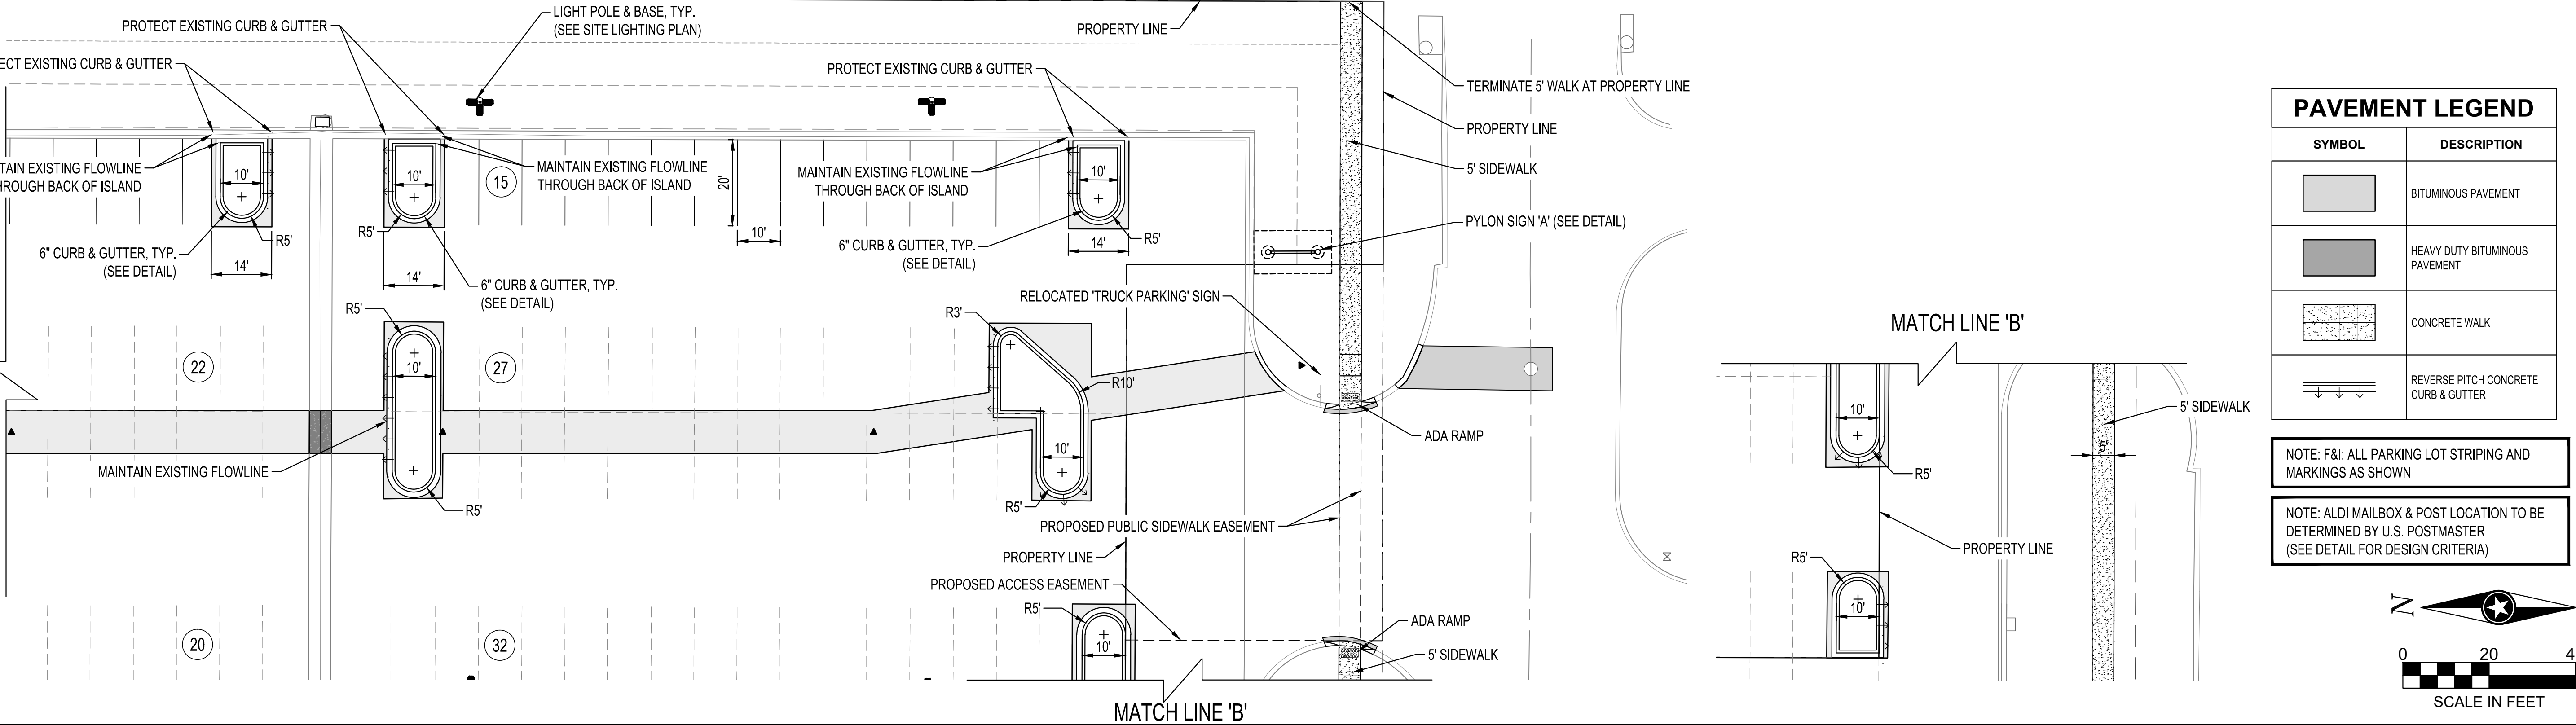 LIGHT POLE & BASE, TYP.
(SEE SITE LIGHTING PLAN)
PROTECT EXISTING CURB & GUTTER
PROPERTY LINE
ECT EXISTING CURB & GUTTER
PROTECT EXISTING CURB & GUTTER
TERMINATE 5' WALK AT PROPERTY LINE
PROPERTY LINE
TAIN EXISTING FLOWLINE
HROUGH BACK OF ISLAND
10'
10'
15
MAINTAIN EXISTING FLOWLINE
THROUGH BACK OF ISLAND
20'
MAINTAIN EXISTING FLOWLINE
THROUGH BACK OF ISLAND
10'
5' SIDEWALK
R5'
R5'
10'
R5'
PYLON SIGN 'A' (SEE DETAIL)
6" CURB & GUTTER, TYP.
(SEE DETAIL)
14'
14'
6" CURB & GUTTER, TYP.
(SEE DETAIL)
6" CURB & GUTTER, TYP.
(SEE DETAIL)
14'
RELOCATED 'TRUCK PARKING' SIGN
R5'
R3'
22
10'
27
R10'
MAINTAIN EXISTING FLOWLINE
R5'
10'
R5'
ADA RAMP
PROPOSED PUBLIC SIDEWALK EASEMENT
PROPERTY LINE
PROPOSED ACCESS EASEMENT
R5'
10'
20
32
ADA RAMP
5' SIDEWALK
MATCH LINE 'B'
MATCH LINE 'B'
10'
R5'
5' SIDEWALK
5'
PROPERTY LINE
R5'
10'
PAVEMENT LEGEND
SYMBOL DESCRIPTION
BITUMINOUS PAVEMENT
HEAVY DUTY BITUMINOUS
PAVEMENT
CONCRETE WALK
REVERSE PITCH CONCRETE
CURB & GUTTER
NOTE: F&I: ALL PARKING LOT STRIPING AND
MARKINGS AS SHOWN
NOTE: ALDI MAILBOX & POST LOCATION TO BE
DETERMINED BY U.S. POSTMASTER
(SEE DETAIL FOR DESIGN CRITERIA)
N
0 20 4
SCALE IN FEET